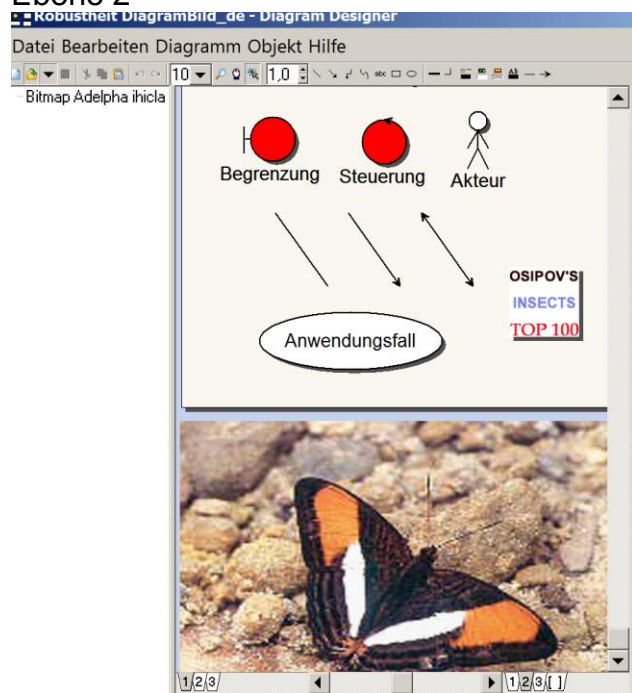 Ebene 2
Robustheit DiagramBild_de - Diagram Designer
Datei Bearbeiten Diagramm Objekt Hilfe
10 1,0 abc
Bitmap Adelpha ihicla
Begrenzung Steuerung Akteur
OSIPOV'S
INSECTS
TOP 100
Anwendungsfall
1/2/3/ 1/2/3/[ ]/